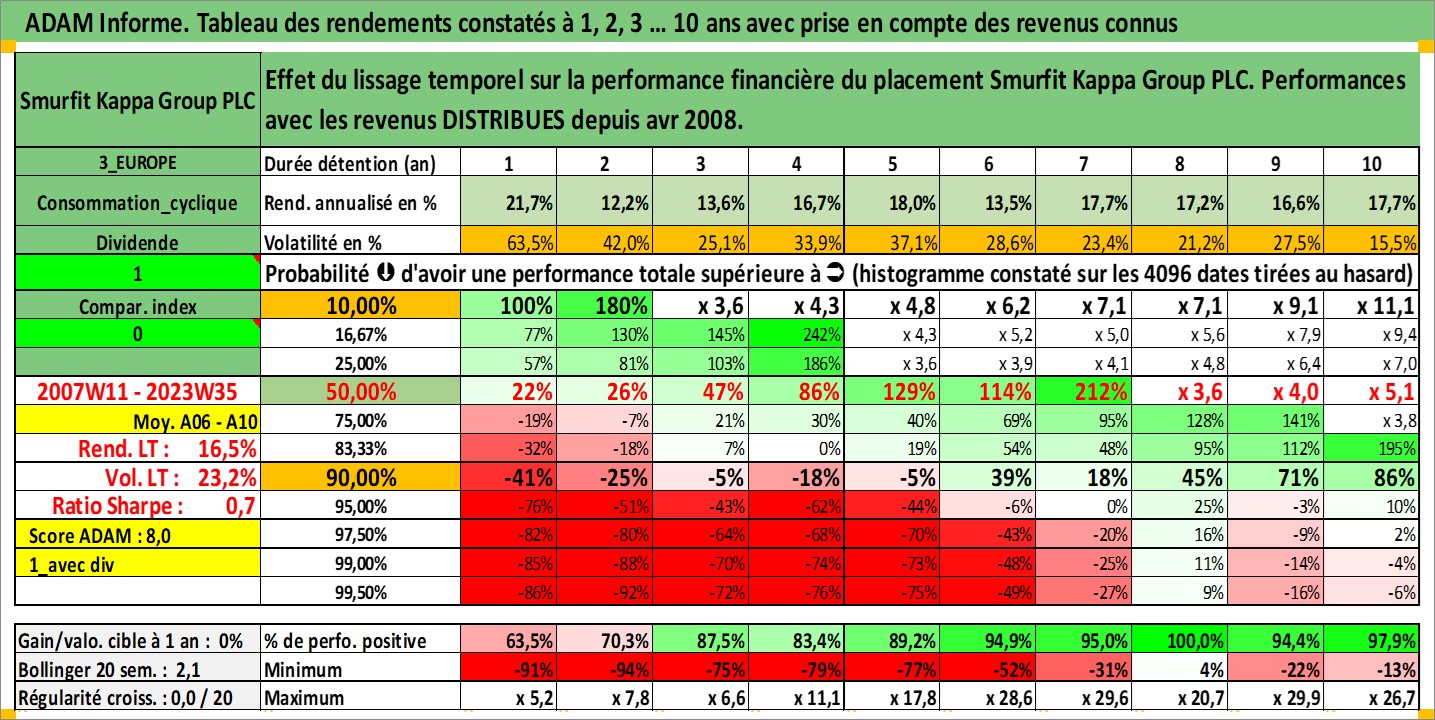 ADAM Informe. Tableau des rendements constatés à 1, 2, 3 ... 10 ans avec prise en compte des revenus connus
Smurfit Kappa Group PLC
Effet du lissage temporel sur la performance financière du placement Smurfit Kappa Group PLC. Performances
avec les revenus DISTRIBUES depuis avr 2008.
3_EUROPE Durée détention (an) 1 2 3 4 5 6 7 8 9 10
Consommation_cyclique Rend. annualisé en % 21,7% 12,2% 13,6% 16,7% 18,0% 13,5% 17,7% 17,2% 16,6% 17,7%
Dividende Volatilité en % 63,5% 42,0% 25,1% 33,9% 37,1% 28,6% 23,4% 21,2% 27,5% 15,5%
1 Probabilité ⬇ d'avoir une performance totale supérieure à ➲ (histogramme constaté sur les 4096 dates tirées au hasard)
Compar. index 10,00% 100% 180% x 3,6 x 4,3 x 4,8 x 6,2 x 7,1 x 7,1 x 9,1 x 11,1
0 16,67% 77% 130% 145% 242% x 4,3 x 5,2 x 5,0 x 5,6 x 7,9 x 9,4
25,00% 57% 81% 103% 186% x 3,6 x 3,9 x 4,1 x 4,8 x 6,4 x 7,0
2007W11 - 2023W35 50,00% 22% 26% 47% 86% 129% 114% 212% x 3,6 x 4,0 x 5,1
Moy. A06 - A10 75,00% -19% -7% 21% 30% 40% 69% 95% 128% 141% x 3,8
Rend. LT : 16,5% 83,33% -32% -18% 7% 0% 19% 54% 48% 95% 112% 195%
Vol. LT : 23,2% 90,00% -41% -25% -5% -18% -5% 39% 18% 45% 71% 86%
Ratio Sharpe : 0,7 95,00% -76% -51% -43% -62% -44% -6% 0% 25% -3% 10%
Score ADAM : 8,0 97,50% -82% -80% -64% -68% -70% -43% -20% 16% -9% 2%
1_avec div 99,00% -85% -88% -70% -74% -73% -48% -25% 11% -14% -4%
99,50% -86% -92% -72% -76% -75% -49% -27% 9% -16% -6%
Gain/valo. cible à 1 an : 0% % de perfo. positive 63,5% 70,3% 87,5% 83,4% 89,2% 94,9% 95,0% 100,0% 94,4% 97,9%
Bollinger 20 sem. : 2,1 Minimum -91% -94% -75% -79% -77% -52% -31% 4% -22% -13%
Régularité croiss. : 0,0 / 20 Maximum x 5,2 x 7,8 x 6,6 x 11,1 x 17,8 x 28,6 x 29,6 x 20,7 x 29,9 x 26,7